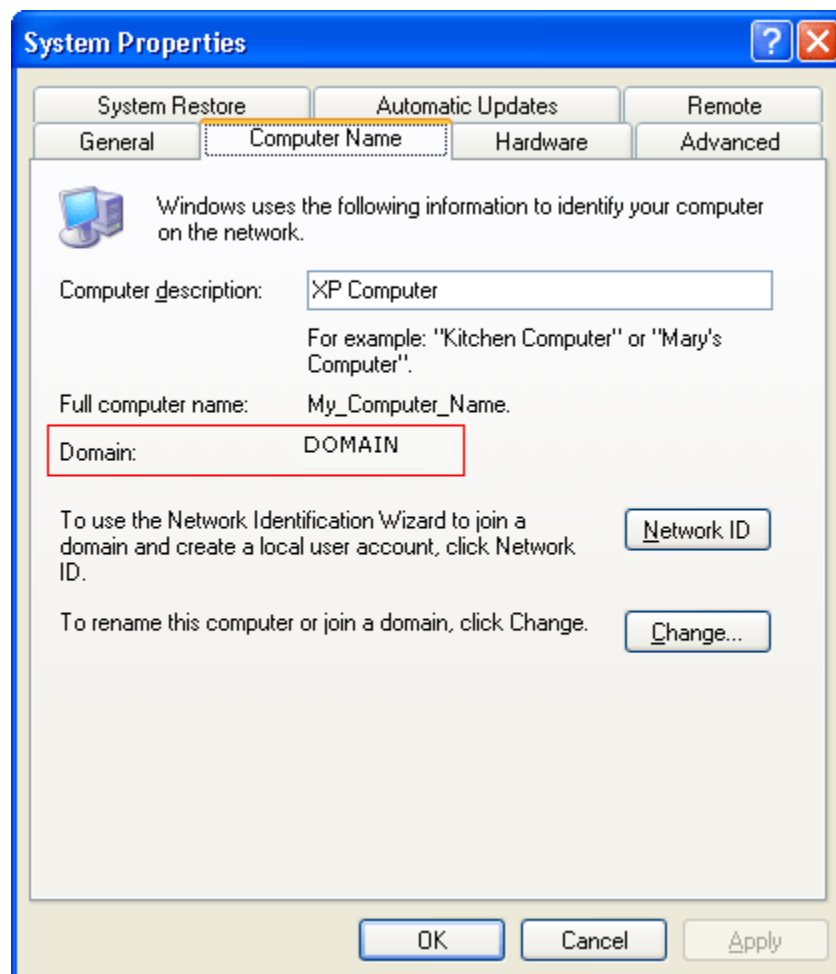 System Properties
System Restore
Automatic Updates
Remote
General
Computer Name
Hardware
Advanced
Windows uses the following information to identify your computer
on the network.
Computer description:
XP Computer
For example: "Kitchen Computer" or "Mary's
Computer".
Full computer name:
My_Computer_Name.
Domain:
DOMAIN
To use the Network Identification Wizard to join a
domain and create a local user account, click Network
ID.
Network ID
To rename this computer or join a domain, click Change.
Change...
OK
Cancel
Apply